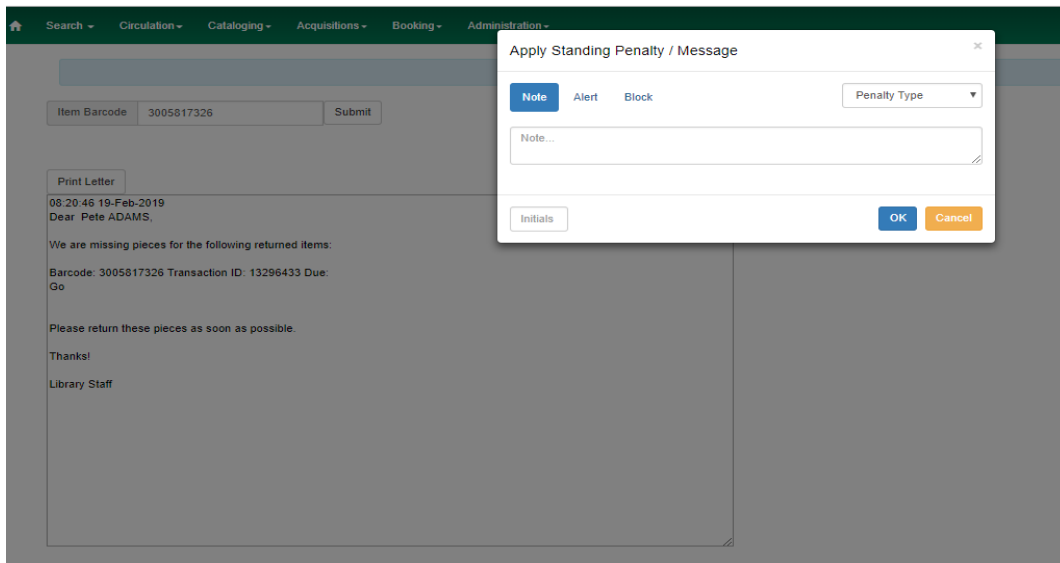 Search Circulation Cataloging Acquisitions Booking Administration
Apply Standing Penalty / Message ×
Note Alert Block Penalty Type
Note...
Initials OK Cancel
Item Barcode 3005817326 Submit
Print Letter
08:20:46 19-Feb-2019
Dear Pete ADAMS,
We are missing pieces for the following returned items:
Barcode: 3005817326 Transaction ID: 13296433 Due:
Go
Please return these pieces as soon as possible.
Thanks!
Library Staff